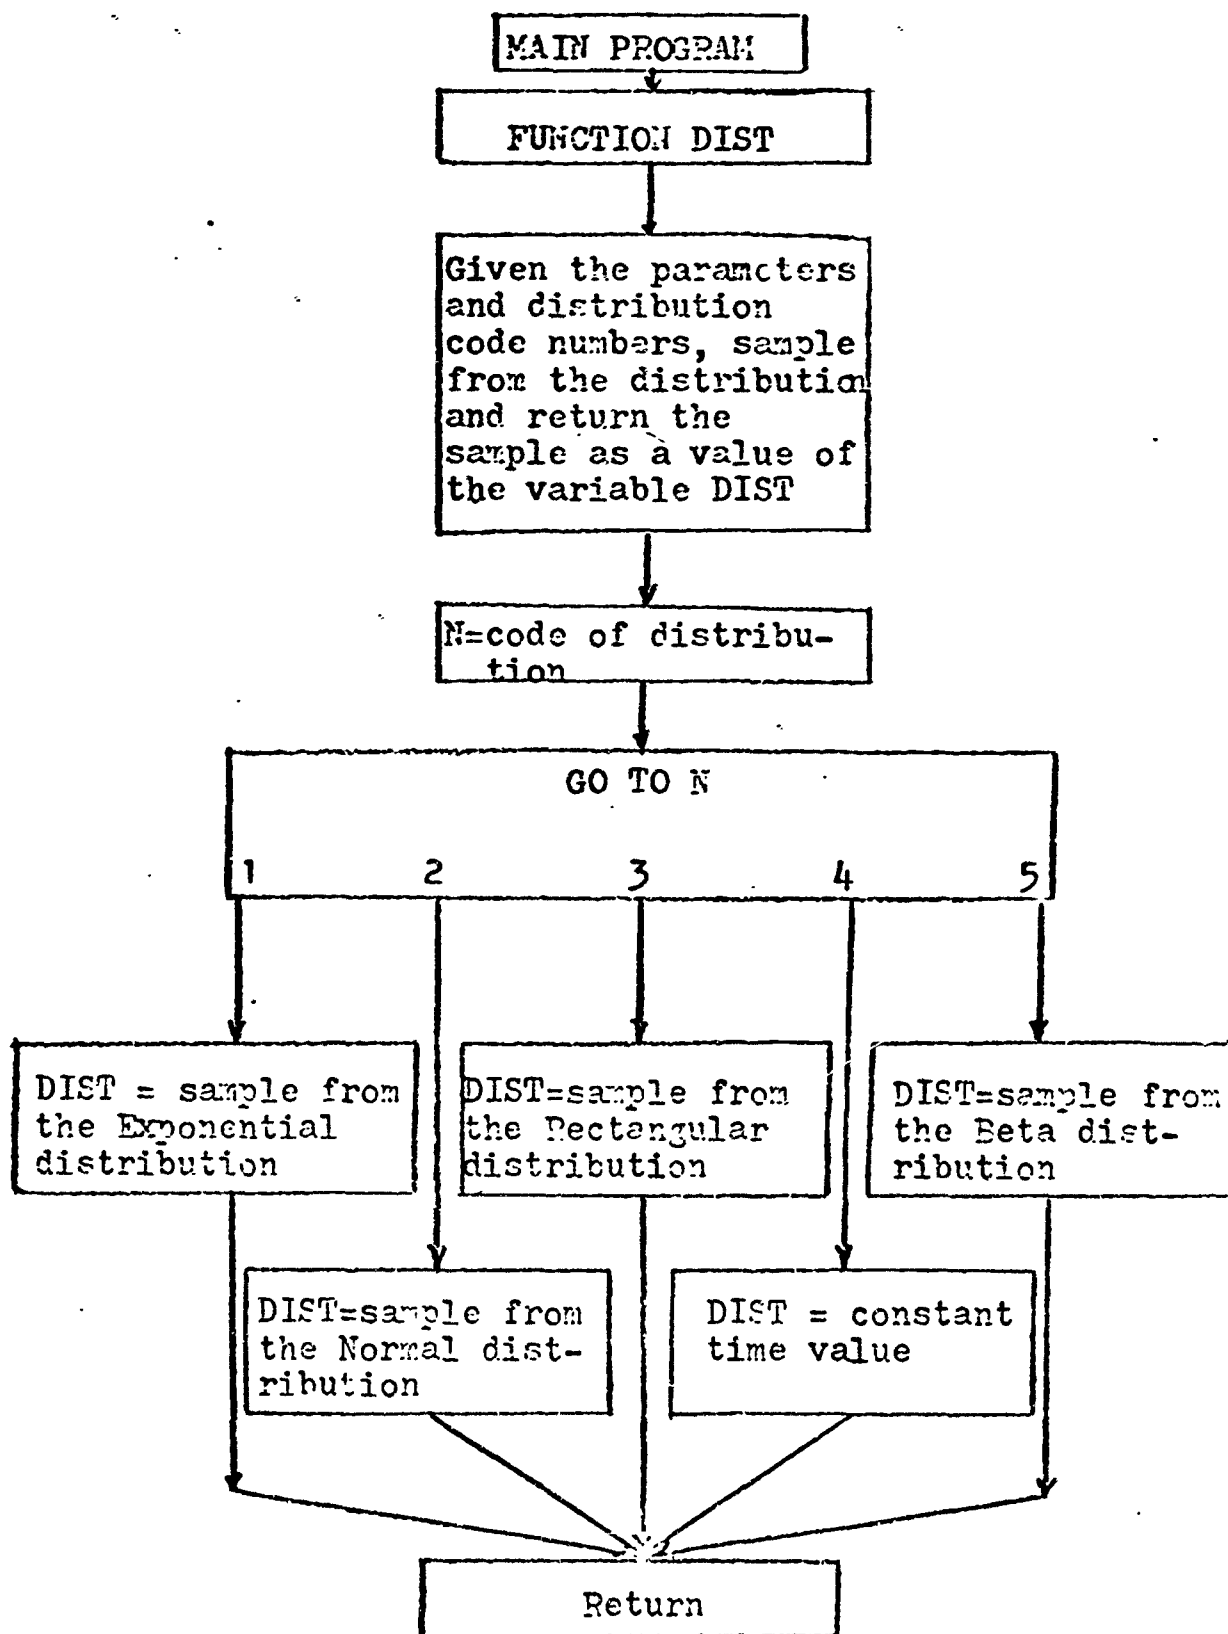 MAIN PROGRAM
FUNCTION DIST
Given the parameters
and distribution
code numbers, sample
from the distribution
and return the
sample as a value of
the variable DIST
N=code of distribu-
tion
GO TO N
1 2 3 4 5
DIST = sample from
the Exponential
distribution
DIST=sample from
the Rectangular
distribution
DIST=sample from
the Beta dist-
ribution
DIST=sample from
the Normal dist-
ribution
DIST = constant
time value
Return